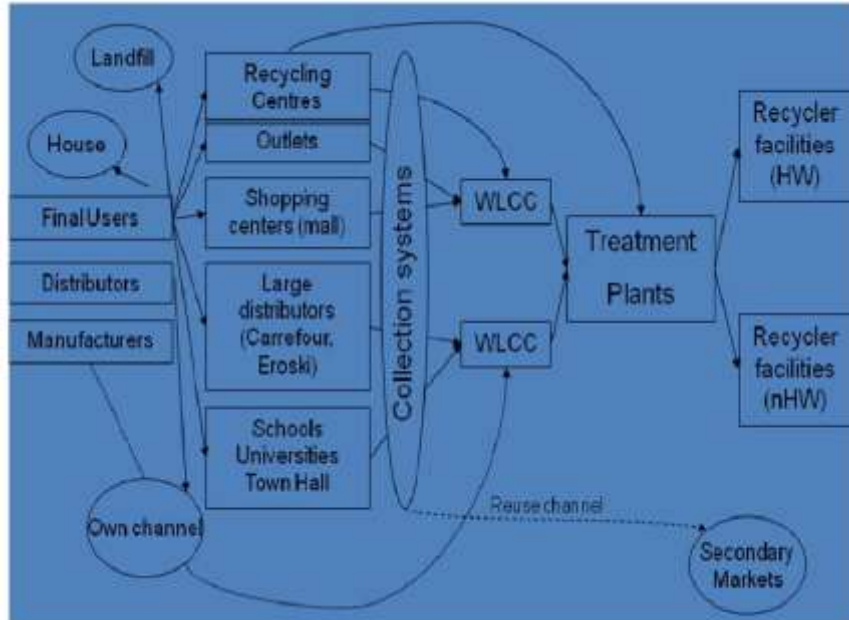 Landfill
House
Final Users
Distributors
Manufacturers
Own channel
Recycling
Centres
Outlets
Shopping
centers (mall)
Large
distributors
(Carrefour,
Eroski)
Schools
Universities
Town Hall
Collection systems
WLCC
WLCC
Treatment
Plants
Recycler
facilities
(HW)
Recycler
facilities
(nHW)
Reuse channel
Secondary
Markets